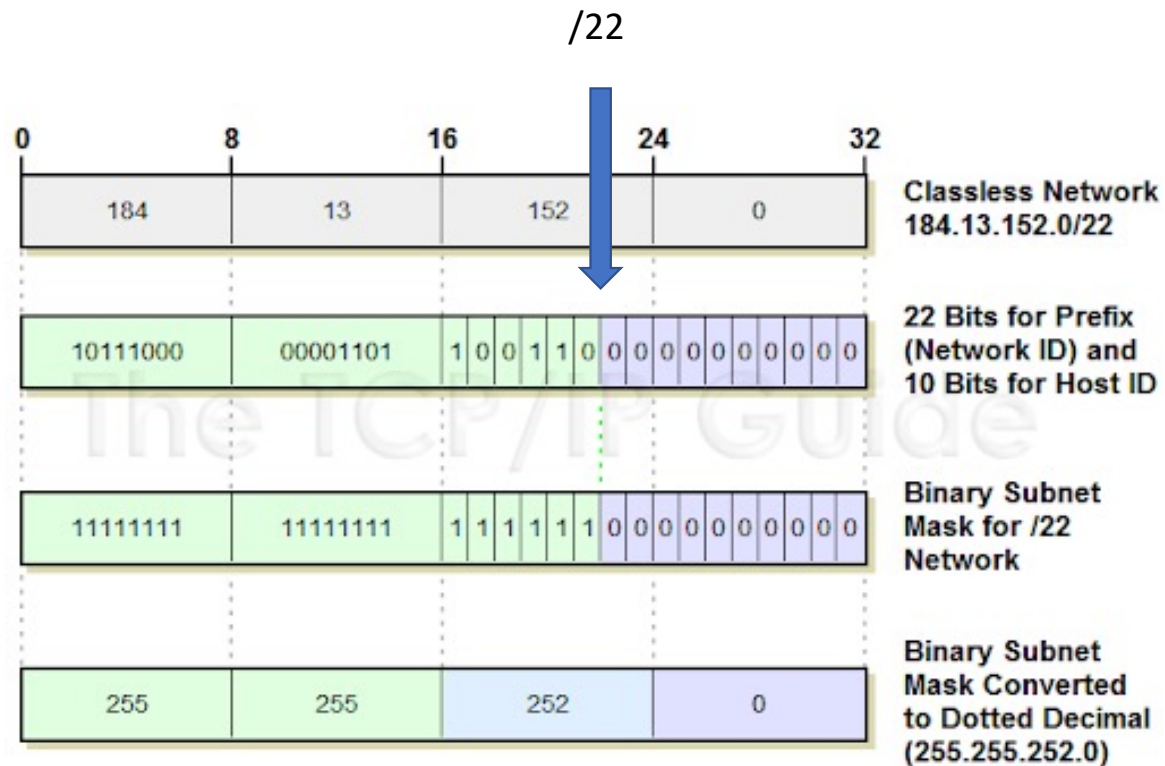 /22
0 8 16 24 32
184 13 152 0
Classless Network
184.13.152.0/22
10111000 00001101 1 0 0 1 1 0 0 0 0 0 0 0 0 0 0 0
22 Bits for Prefix
(Network ID) and
10 Bits for Host ID
The TCP/IP Guide
11111111 11111111 1 1 1 1 1 1 0 0 0 0 0 0 0 0 0 0
Binary Subnet
Mask for /22
Network
255 255 252 0
Binary Subnet
Mask Converted
to Dotted Decimal
(255.255.252.0)